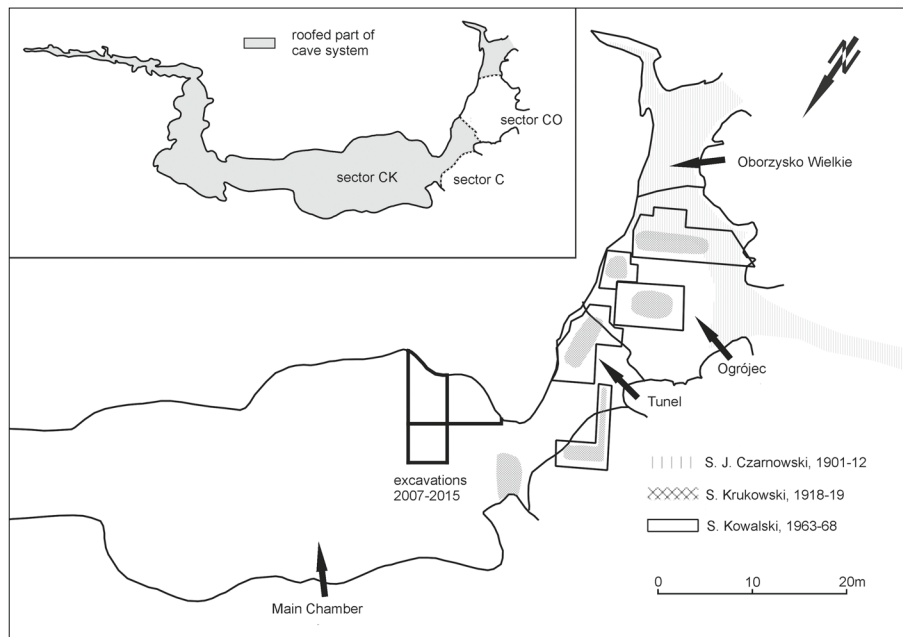 roofed part of
cave system
sector CO
sector CK
sector C
N
Oborzysko Wielkie
Ogrójec
Tunel
excavations
2007-2015
Main Chamber
S. J. Czarnowski, 1901-12
S. Krukowski, 1918-19
S. Kowalski, 1963-68
0 10 20m